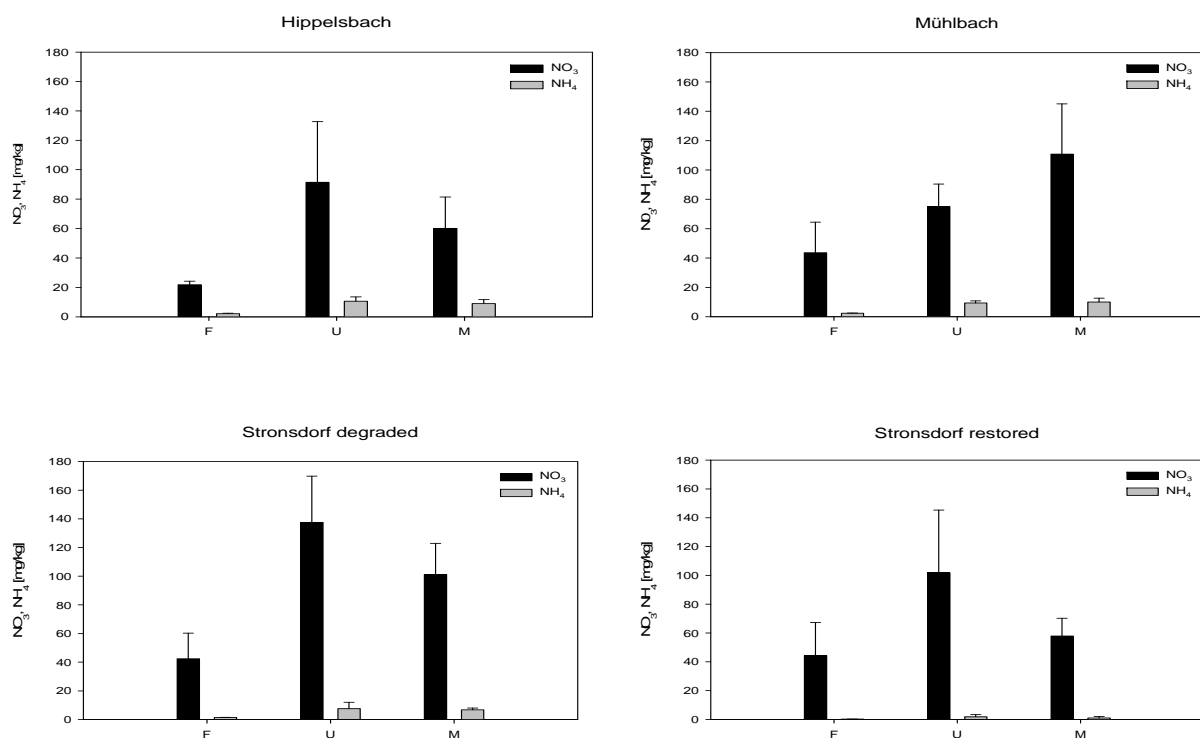 Hippelsbach
NO₃, NH₄ [mg/kg]
180
160
140
120
100
80
60
40
20
0
NO₃
NH₄
F U M
Mühlbach
NO₃, NH₄ [mg/kg]
180
160
140
120
100
80
60
40
20
0
NO₃
NH₄
F U M
Stronsdorf degraded
NO₃, NH₄ [mg/kg]
180
160
140
120
100
80
60
40
20
0
NO₃
NH₄
F U M
Stronsdorf restored
NO₃, NH₄ [mg/kg]
180
160
140
120
100
80
60
40
20
0
NO₃
NH₄
F U M